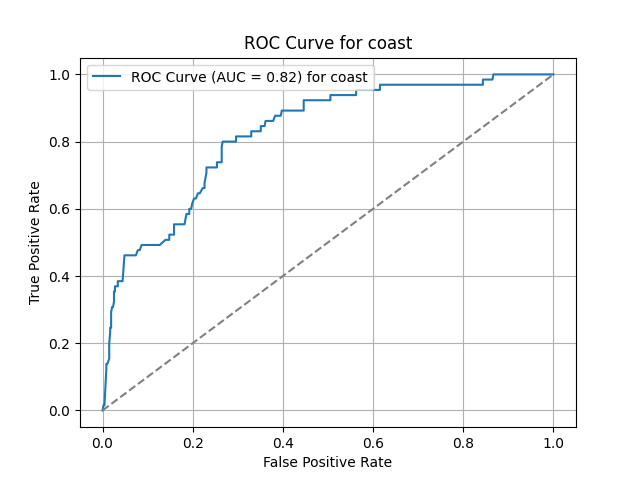 ROC Curve for coast
ROC Curve (AUC = 0.82) for coast
True Positive Rate
1.0
0.8
0.6
0.4
0.2
0.0
0.0 0.2 0.4 0.6 0.8 1.0
False Positive Rate